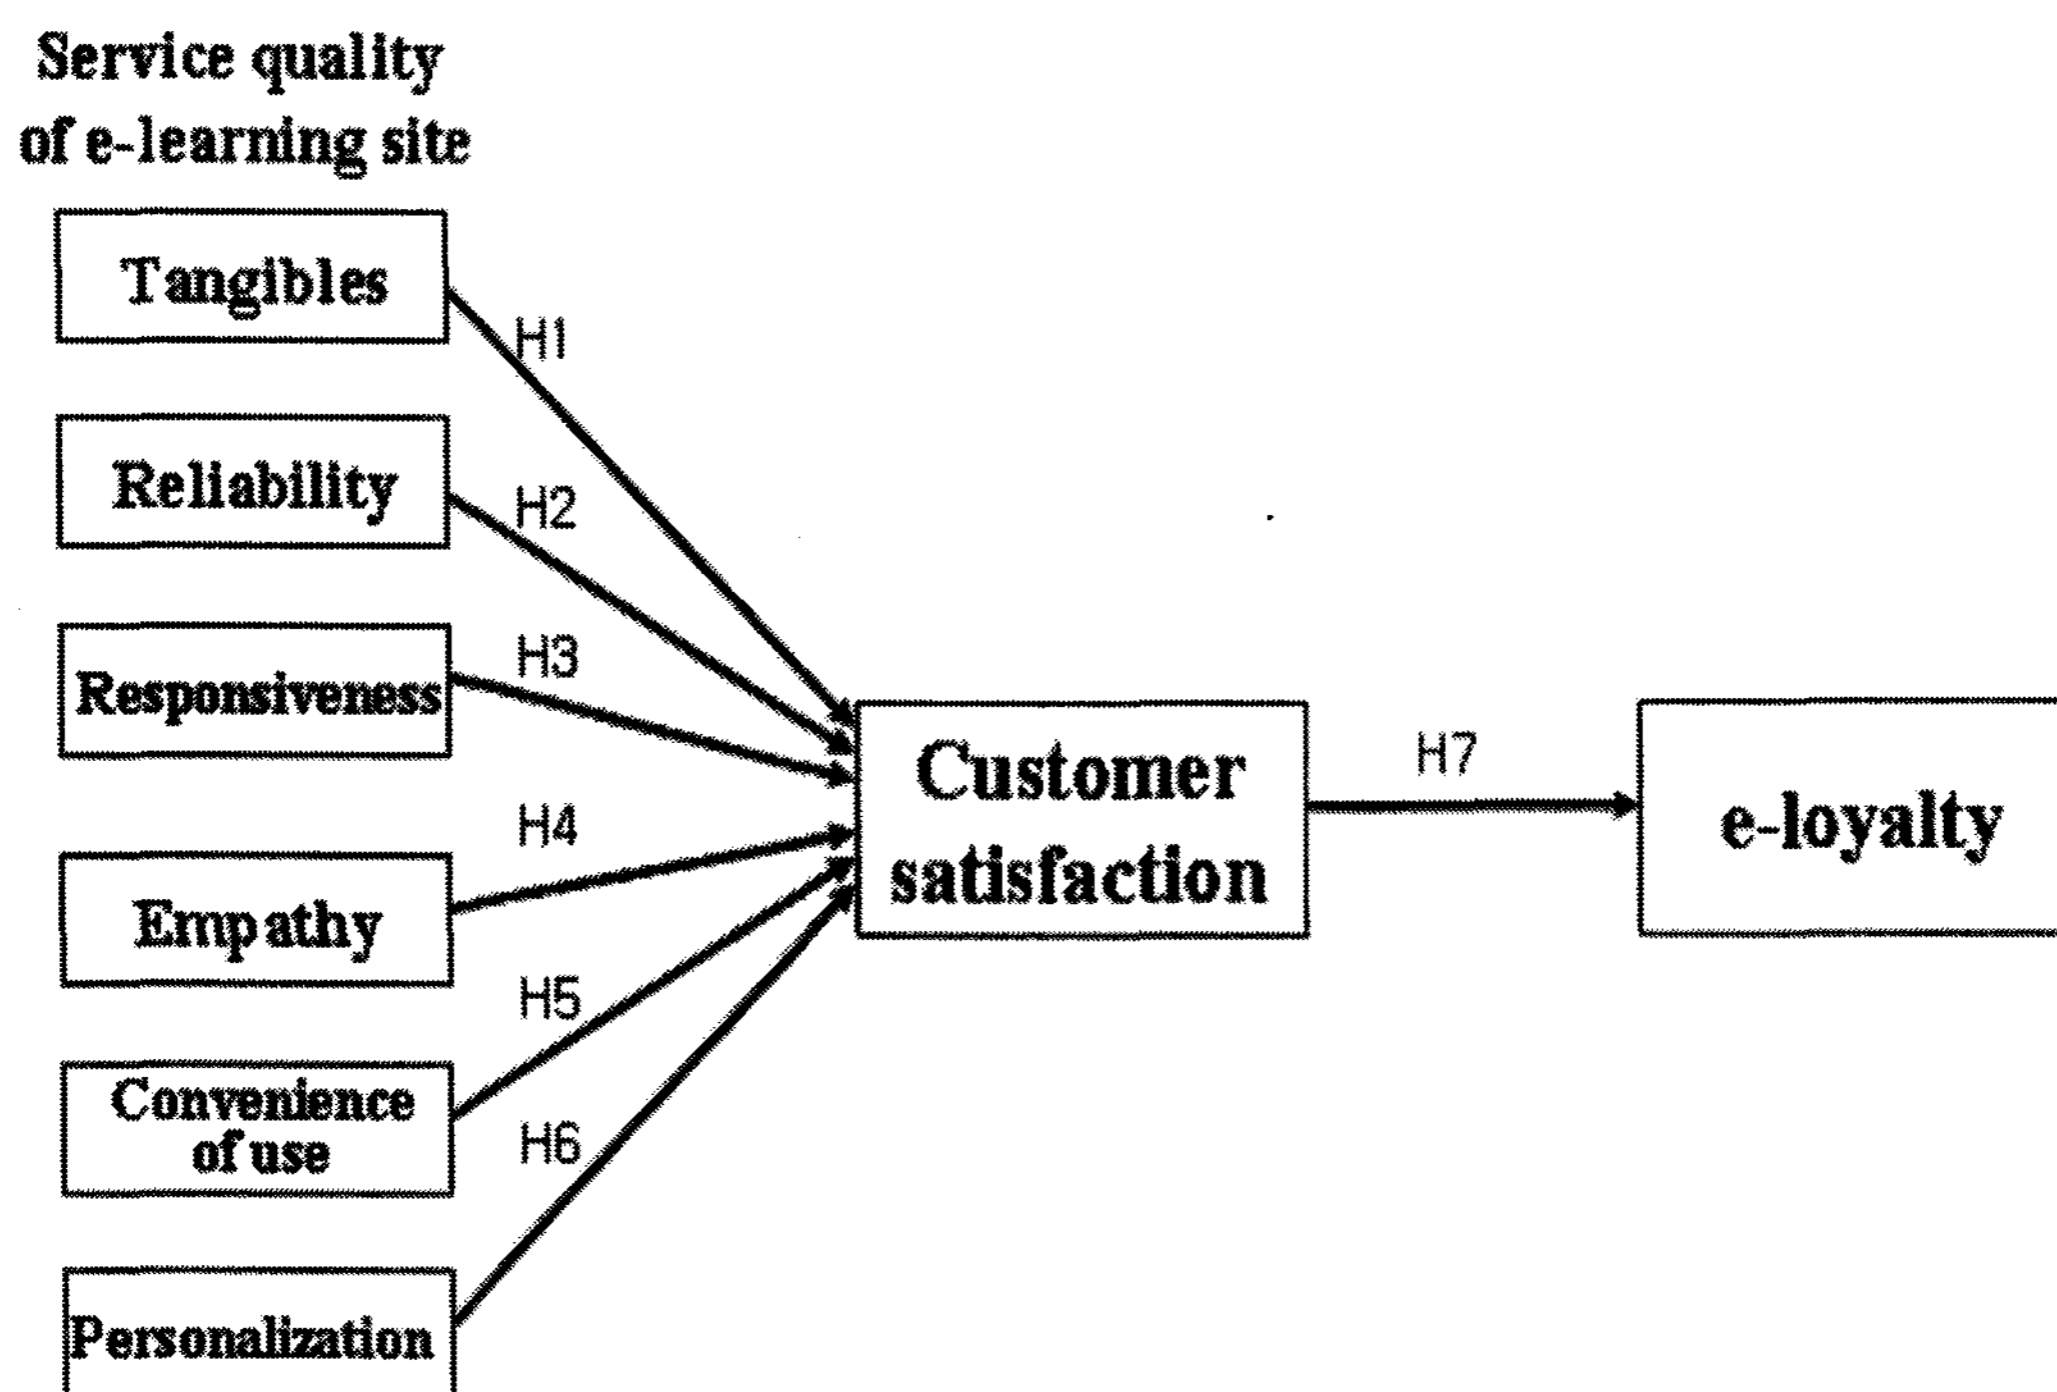 Service quality
of e-learning site
Tangibles
H1
Reliability
H2
Responsiveness
H3
Customer
satisfaction
H7
e-loyalty
H4
Empathy
H5
Convenience
of use
H6
Personalization